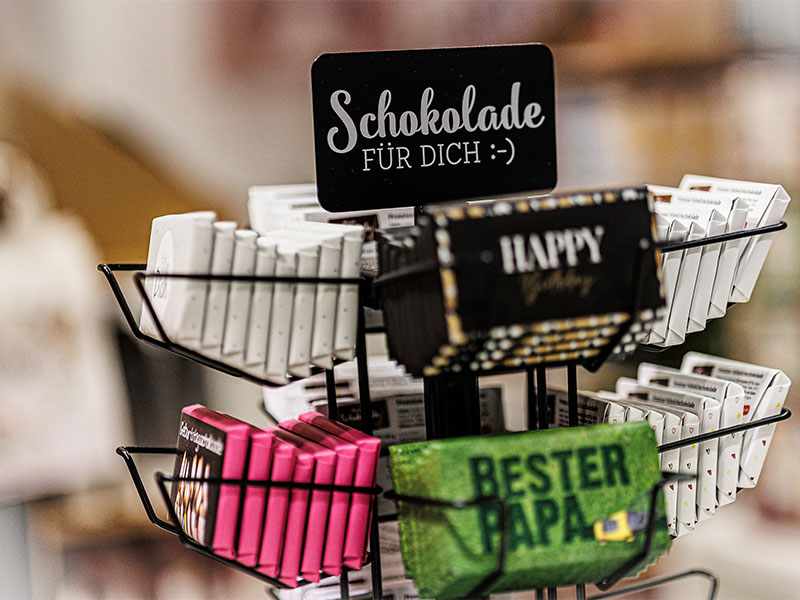 Schokolade
FÜR DICH :-)
HAPPY
Birthday
BESTER
PAPA